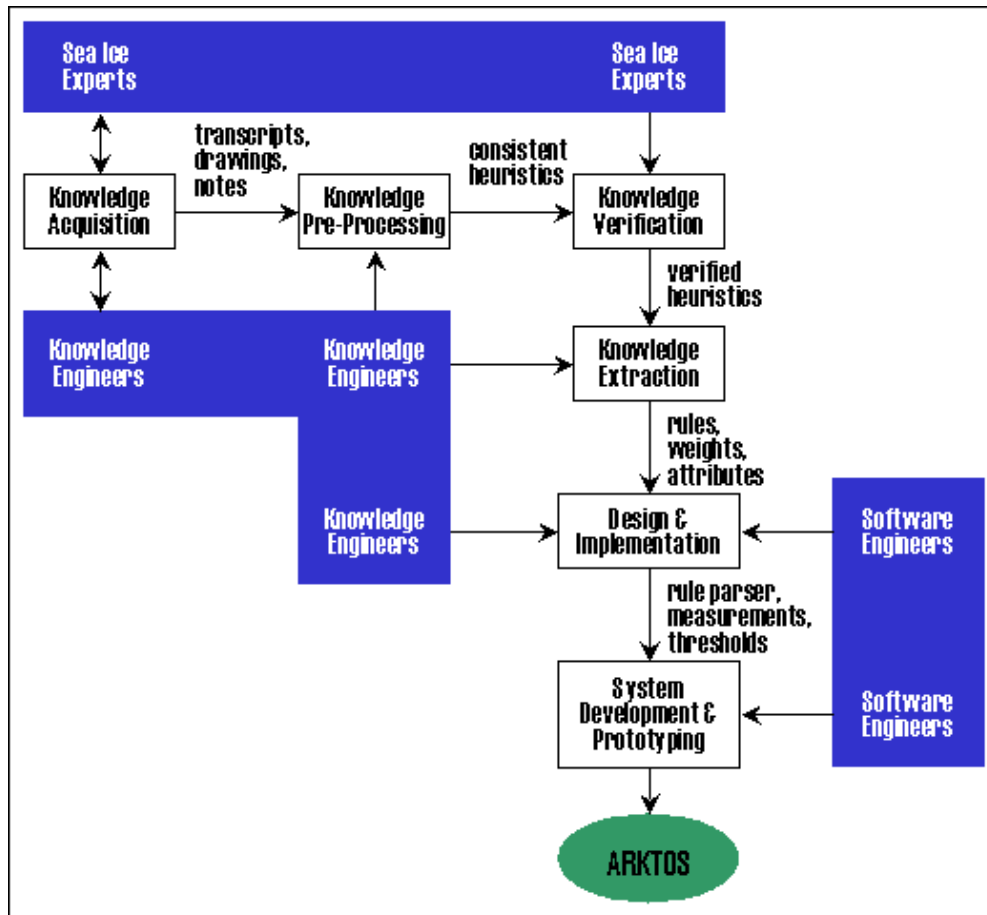 Sea Ice
Experts
Sea Ice
Experts
transcripts,
drawings,
notes
consistent
heuristics
Knowledge
Acquisition
Knowledge
Pre-Processing
Knowledge
Verification
verified
heuristics
Knowledge
Engineers
Knowledge
Engineers
Knowledge
Extraction
rules,
weights,
attributes
Knowledge
Engineers
Design &
Implementation
Software
Engineers
rule parser,
measurements,
thresholds
System
Development &
Prototyping
Software
Engineers
ARKTOS